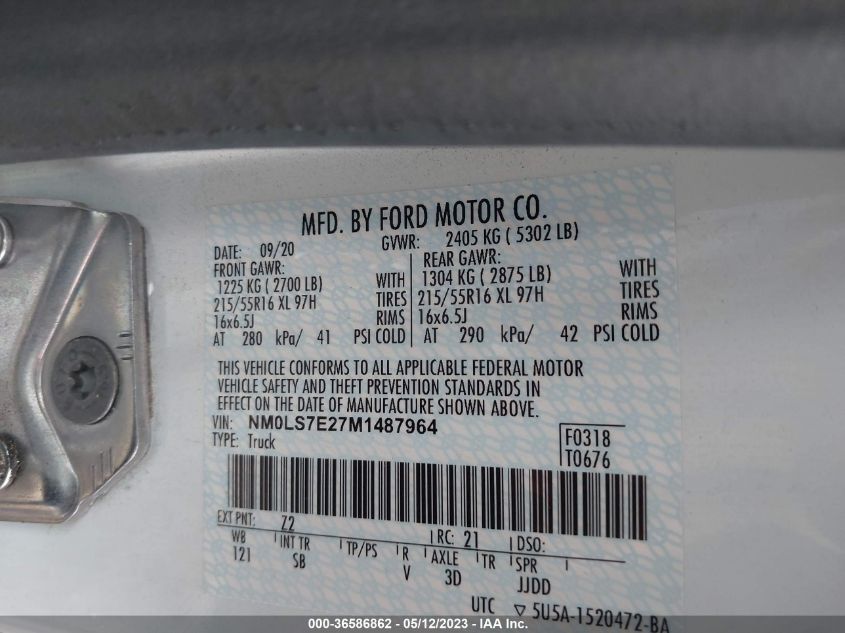 MFD. BY FORD MOTOR CO.
DATE: 09/20 GVWR: 2405 KG ( 5302 LB)
FRONT GAWR: REAR GAWR:
1225 KG ( 2700 LB) WITH 1304 KG ( 2875 LB) WITH
215/55R16 XL 97H TIRES 215/55R16 XL 97H TIRES
16x6.5J RIMS 16x6.5J RIMS
AT 280 kPa/ 41 PSI COLD AT 290 kPa/ 42 PSI COLD
THIS VEHICLE CONFORMS TO ALL APPLICABLE FEDERAL MOTOR
VEHICLE SAFETY AND THEFT PREVENTION STANDARDS IN
EFFECT ON THE DATE OF MANUFACTURE SHOWN ABOVE.
VIN: NM0LS7E27M1487964
TYPE: Truck
F0318
T0676
EXT PNT: Z2 RC: 21 DSO:
WB INT TR TP/PS R AXLE TR SPR
121 SB V 3D JJDD
UTC ▽ 5U5A-1520472-BA
000-36586862 - 05/12/2023 - IAA Inc.